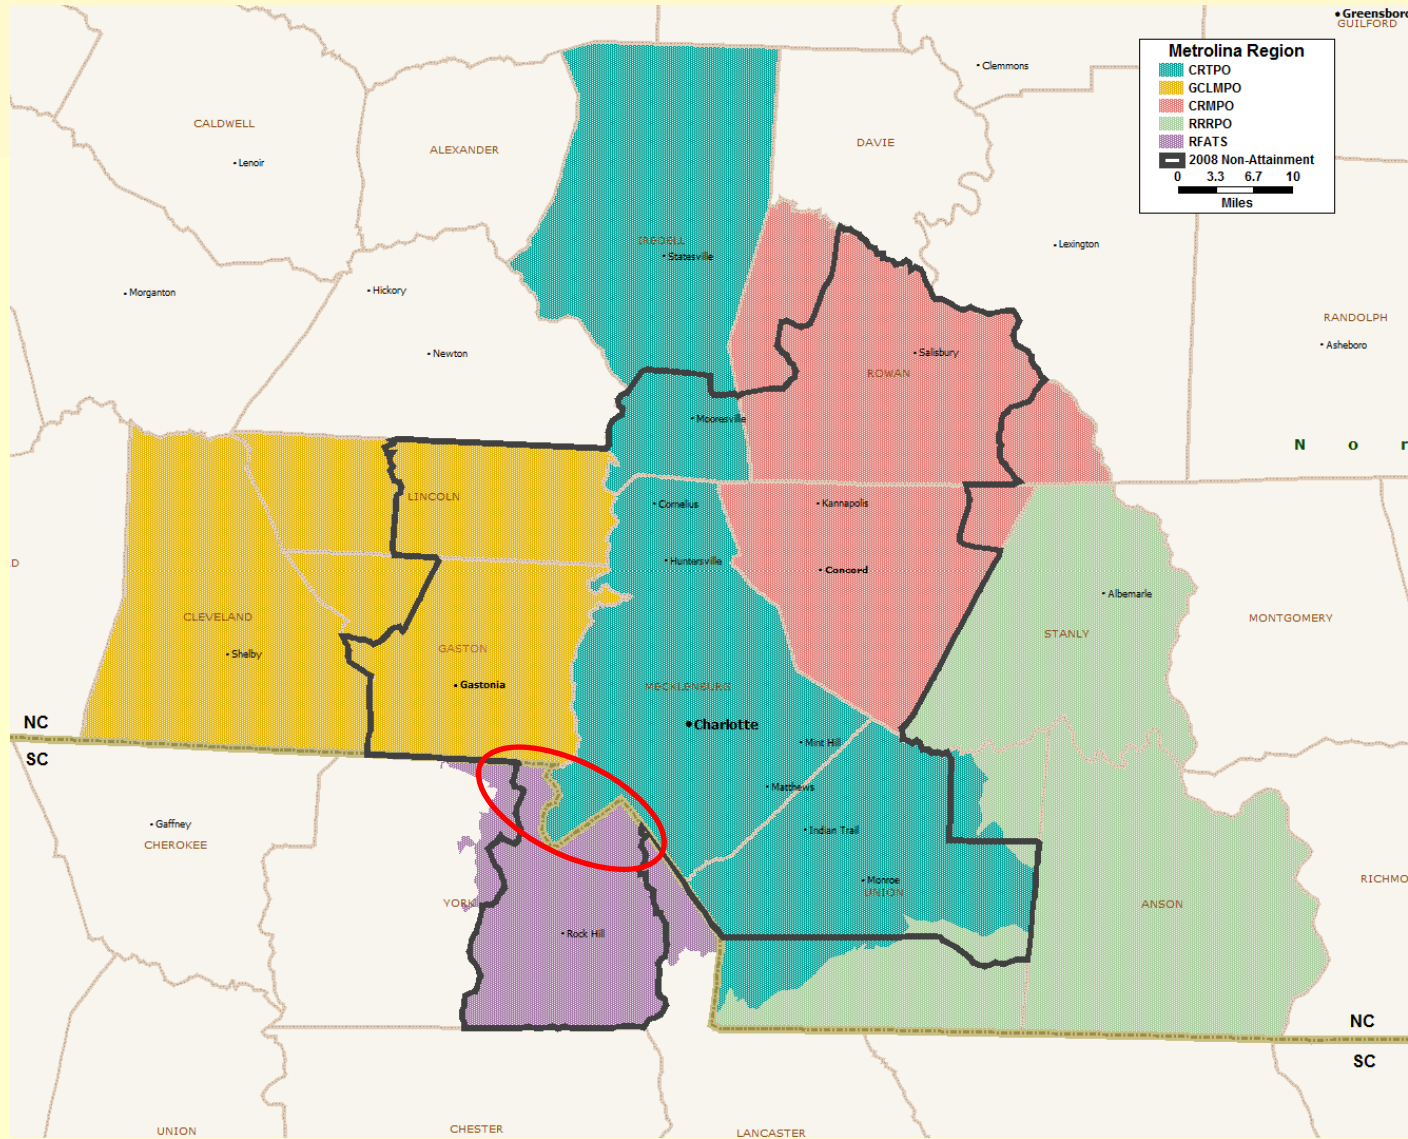 Greensboro
GUILFORD
Metrolina Region
CRTPO
GCLMPO
CRMPO
RRRPO
RFATS
2008 Non-Attainment
0 3.3 6.7 10
Miles
Clemmons
CALDWELL
Lenoir
ALEXANDER
DAVIE
IREDELL
Statesville
Lexington
Morganton
Hickory
RANDOLPH
Asheboro
Newton
Salisbury
ROWAN
Mooresville
N o r
LINCOLN
Cornelius
Kannapolis
Huntersville
Concord
D
Albemarle
CLEVELAND
MONTGOMERY
STANLY
Shelby
GASTON
Gastonia
MECKLENBURG
Charlotte
NC
SC
Mint Hill
Matthews
Gaffney
CHEROKEE
Indian Trail
Monroe
UNION
RICHMO
YORK
ANSON
Rock Hill
NC
SC
UNION
CHESTER
LANCASTER